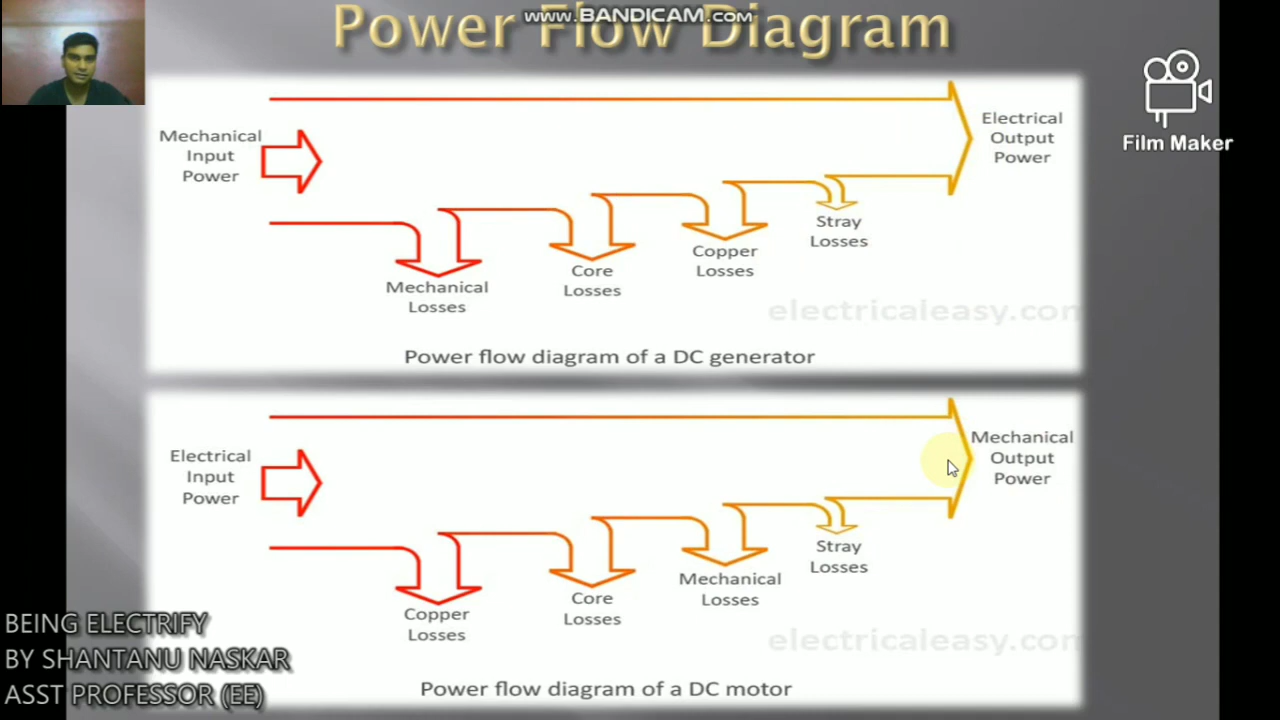 www.BANDICAM.com
Power Flow Diagram
Film Maker
Mechanical
Input
Power
Electrical
Output
Power
Mechanical
Losses
Core
Losses
Copper
Losses
Stray
Losses
electricaleasy.com
Power flow diagram of a DC generator
Electrical
Input
Power
Mechanical
Output
Power
Copper
Losses
Core
Losses
Mechanical
Losses
Stray
Losses
electricaleasy.com
Power flow diagram of a DC motor
BEING ELECTRIFY
BY SHANTANU NASKAR
ASST PROFESSOR (EE)